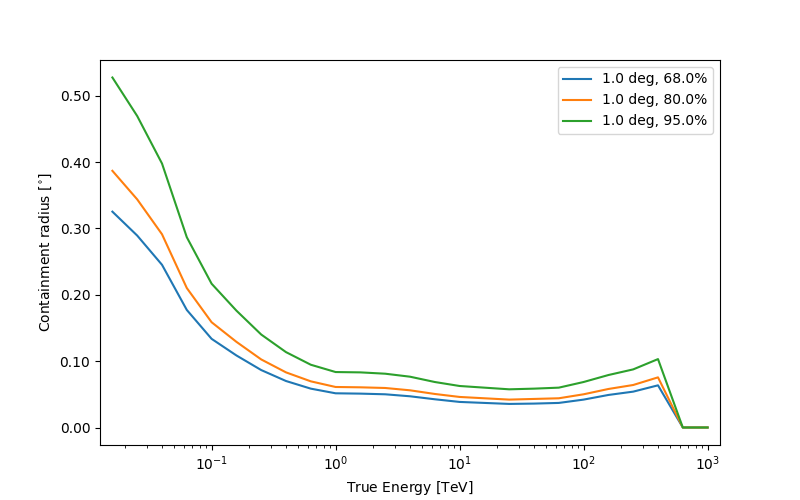 1.0 deg, 68.0%
1.0 deg, 80.0%
1.0 deg, 95.0%
0.50
0.40
0.30
0.20
0.10
0.00
Containment radius [°]
10⁻¹ 10⁰ 10¹ 10² 10³
True Energy [TeV]